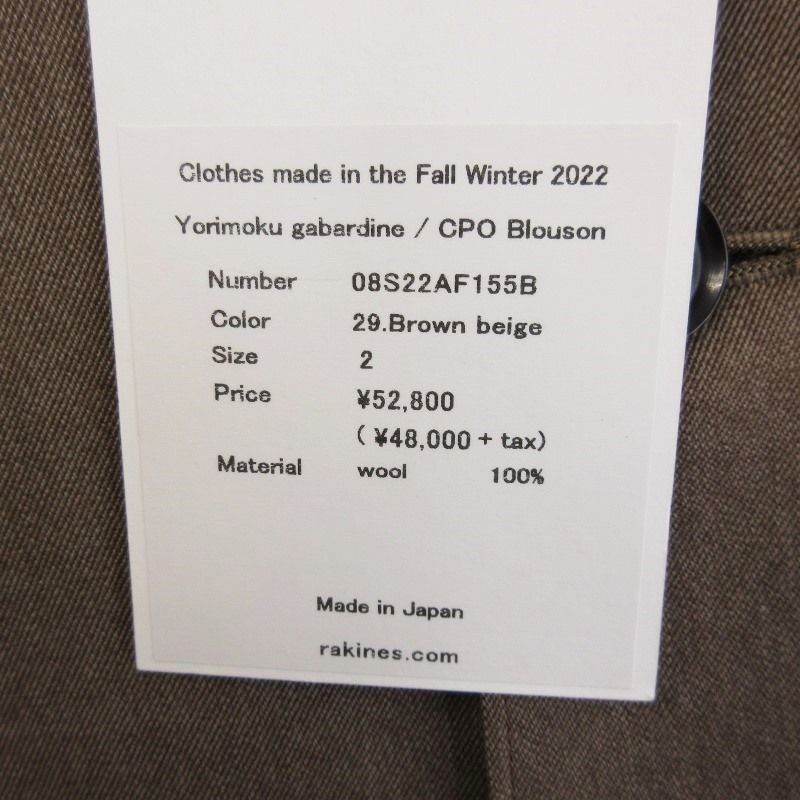 Clothes made in the Fall Winter 2022
Yorimoku gabardine / CPO Blouson
Number 08S22AF155B
Color 29.Brown beige
Size 2
Price ¥52,800
( ¥48,000 + tax)
Material wool 100%
Made in Japan
rakines.com